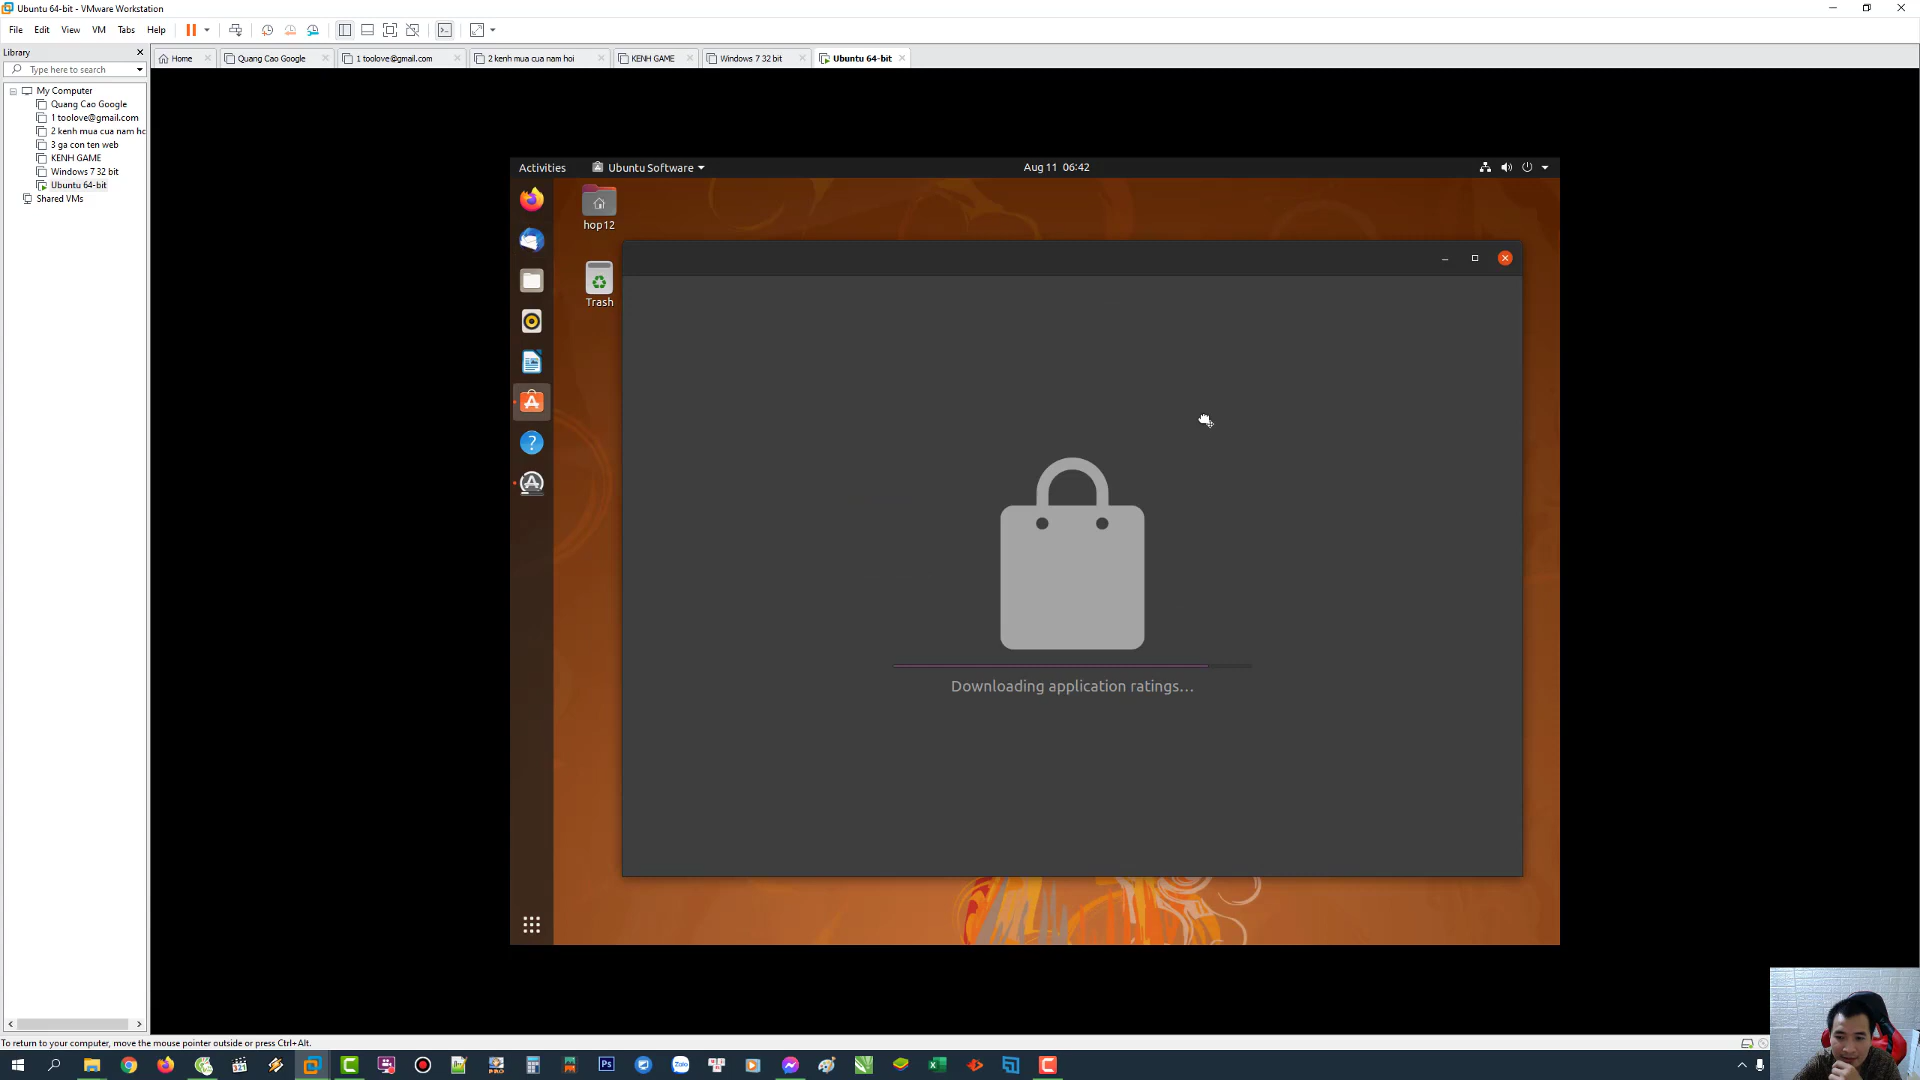 Ubuntu 64-bit - VMware Workstation
File Edit View VM Tabs Help
Library
Type here to search
Home
Quang Cao Google
1 toolove@gmail.com
2 kenh mua cua nam hoi
KENH GAME
Windows 7 32 bit
Ubuntu 64-bit
My Computer
Quang Cao Google
1 toolove@gmail.com
2 kenh mua cua nam ho
3 ga con ten web
KENH GAME
Windows 7 32 bit
Ubuntu 64-bit
Shared VMs
Activities
Ubuntu Software
Aug 11 06:42
hop12
Trash
Downloading application ratings…
To return to your computer, move the mouse pointer outside or press Ctrl+Alt.